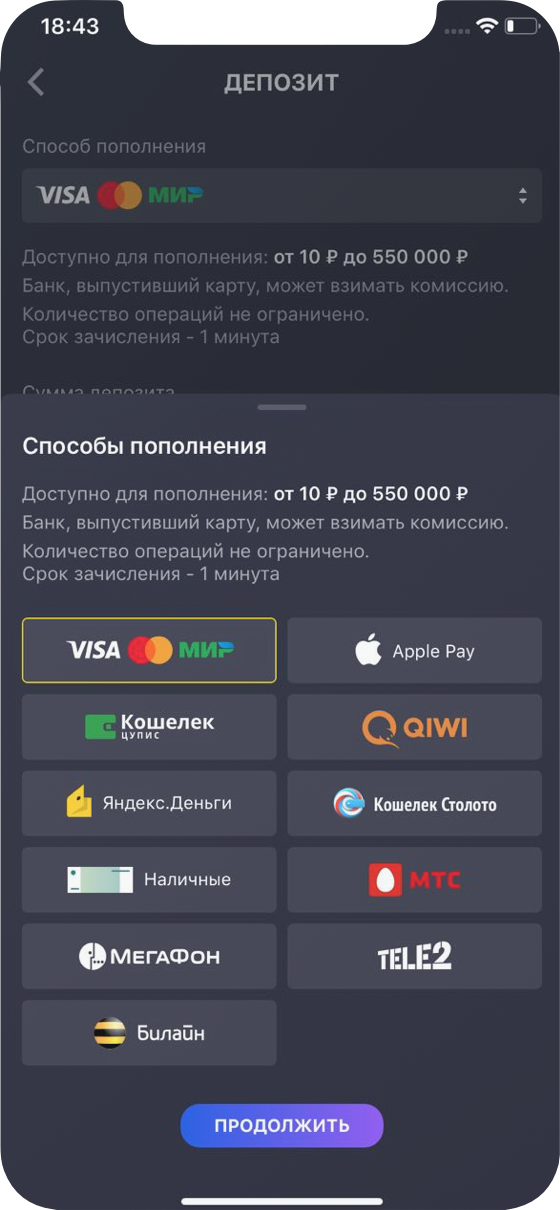 18:43
ДЕПОЗИТ
Способ пополнения
VISA МИР
Доступно для пополнения: от 10 ₽ до 550 000 ₽
Банк, выпустивший карту, может взимать комиссию.
Количество операций не ограничено.
Срок зачисления - 1 минута
Сумма депозита
Способы пополнения
Доступно для пополнения: от 10 ₽ до 550 000 ₽
Банк, выпустивший карту, может взимать комиссию.
Количество операций не ограничено.
Срок зачисления - 1 минута
VISA МИР
Apple Pay
Кошелек
ЦУПИС
QIWI
Яндекс.Деньги
Кошелек Столото
Наличные
МТС
МЕГАФОН
TELE2
Билайн
ПРОДОЛЖИТЬ